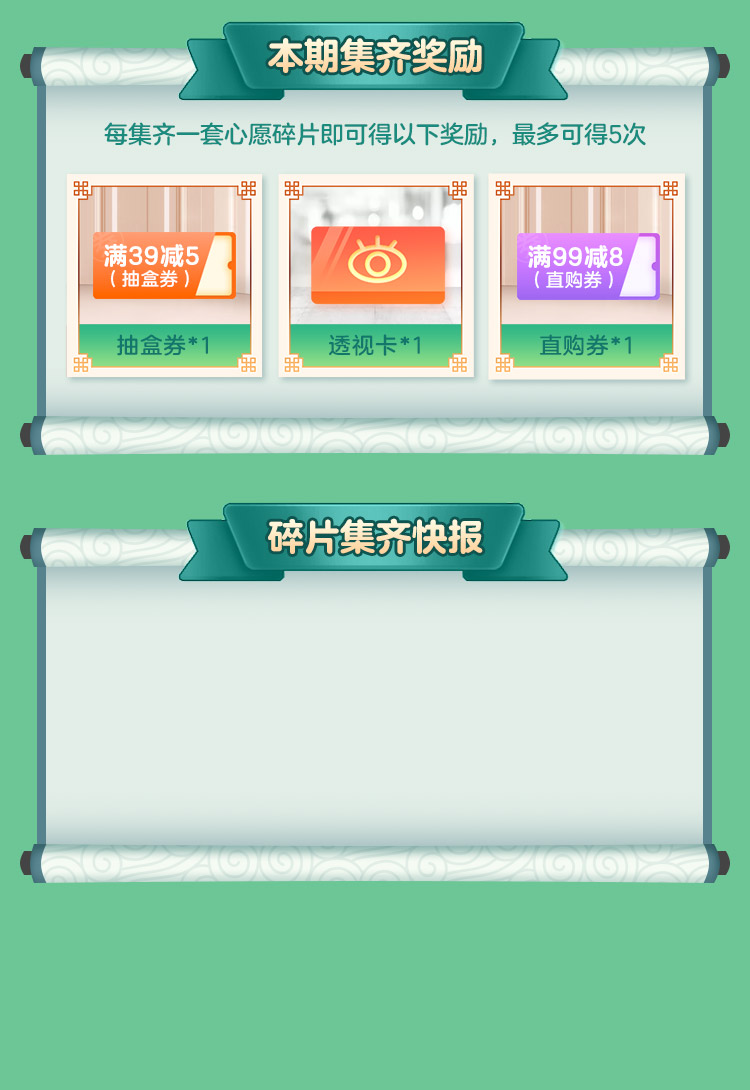 本期集齐奖励
每集齐一套心愿碎片即可得以下奖励，最多可得5次
满39减5
（抽盒券）
抽盒券*1
透视卡*1
满99减8
（直购券）
直购券*1
碎片集齐快报